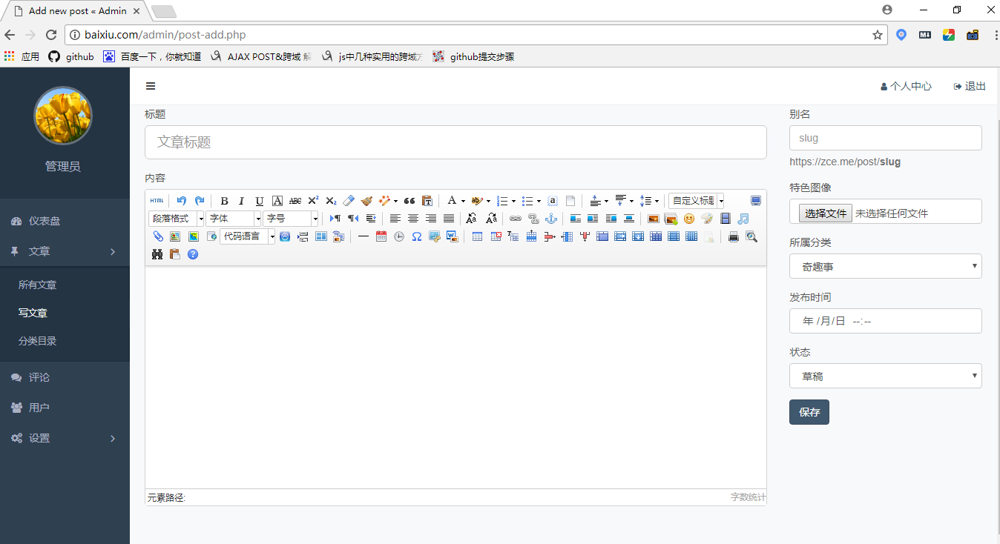 Add new post « Admin
baixiu.com/admin/post-add.php
应用 github 百度一下，你就知道 AJAX POST&跨域 解 js中几种实用的跨域方 github提交步骤
管理员
仪表盘
文章
所有文章
写文章
分类目录
评论
用户
设置
个人中心 退出
标题
文章标题
内容
HTML B I U A ABC X² X₂ A ab a 自定义标题
段落格式 字体 字号
代码语言
元素路径: 字数统计
别名
slug
https://zce.me/post/slug
特色图像
选择文件 未选择任何文件
所属分类
奇趣事
发布时间
年 /月/日 --:--
状态
草稿
保存